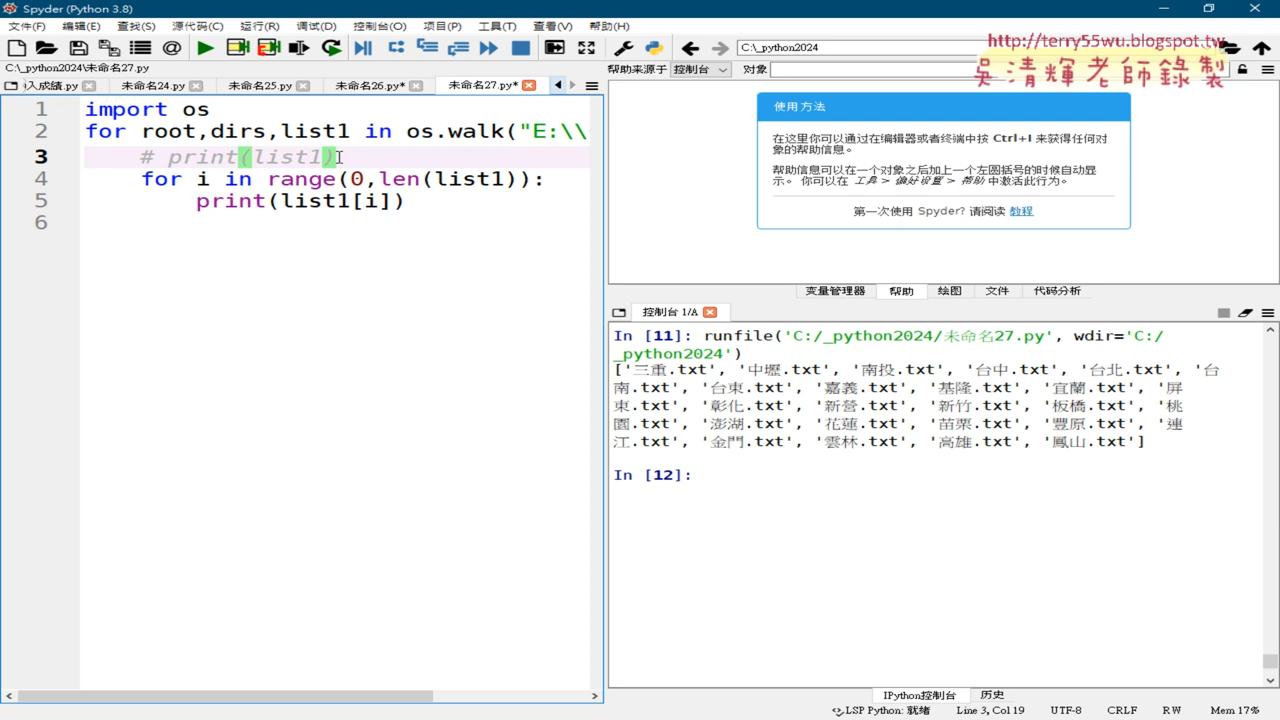 Spyder (Python 3.8)
文件(F) 编辑(E) 查找(S) 源代码(C) 运行(R) 调试(D) 控制台(O) 项目(P) 工具(T) 查看(V) 帮助(H)
C:\_python2024
http://terry55wu.blogspot.tw
吳清輝老師錄製
C:\_python2024\未命名27.py
帮助来源于 控制台 对象
入成績.py 未命名24.py 未命名25.py 未命名26.py* 未命名27.py*
1 import os
2 for root,dirs,list1 in os.walk("E:\\
3 # print(list1)
4 for i in range(0,len(list1)):
5 print(list1[i])
6
使用方法
在这里你可以通过在编辑器或者终端中按 Ctrl+I 来获得任何对
象的帮助信息。
帮助信息可以在一个对象之后加上一个左圆括号的时候自动显
示。 你可以在 工具 > 偏好设置 > 帮助 中激活此行为。
第一次使用 Spyder? 请阅读 教程
变量管理器 帮助 绘图 文件 代码分析
控制台 1/A
In [11]: runfile('C:/_python2024/未命名27.py', wdir='C:/
_python2024')
['三重.txt', '中壢.txt', '南投.txt', '台中.txt', '台北.txt', '台
南.txt', '台東.txt', '嘉義.txt', '基隆.txt', '宜蘭.txt', '屏
東.txt', '彰化.txt', '新營.txt', '新竹.txt', '板橋.txt', '桃
園.txt', '澎湖.txt', '花蓮.txt', '苗栗.txt', '豐原.txt', '連
江.txt', '金門.txt', '雲林.txt', '高雄.txt', '鳳山.txt']
In [12]:
IPython控制台 历史
LSP Python: 就绪 Line 3, Col 19 UTF-8 CRLF RW Mem 17%